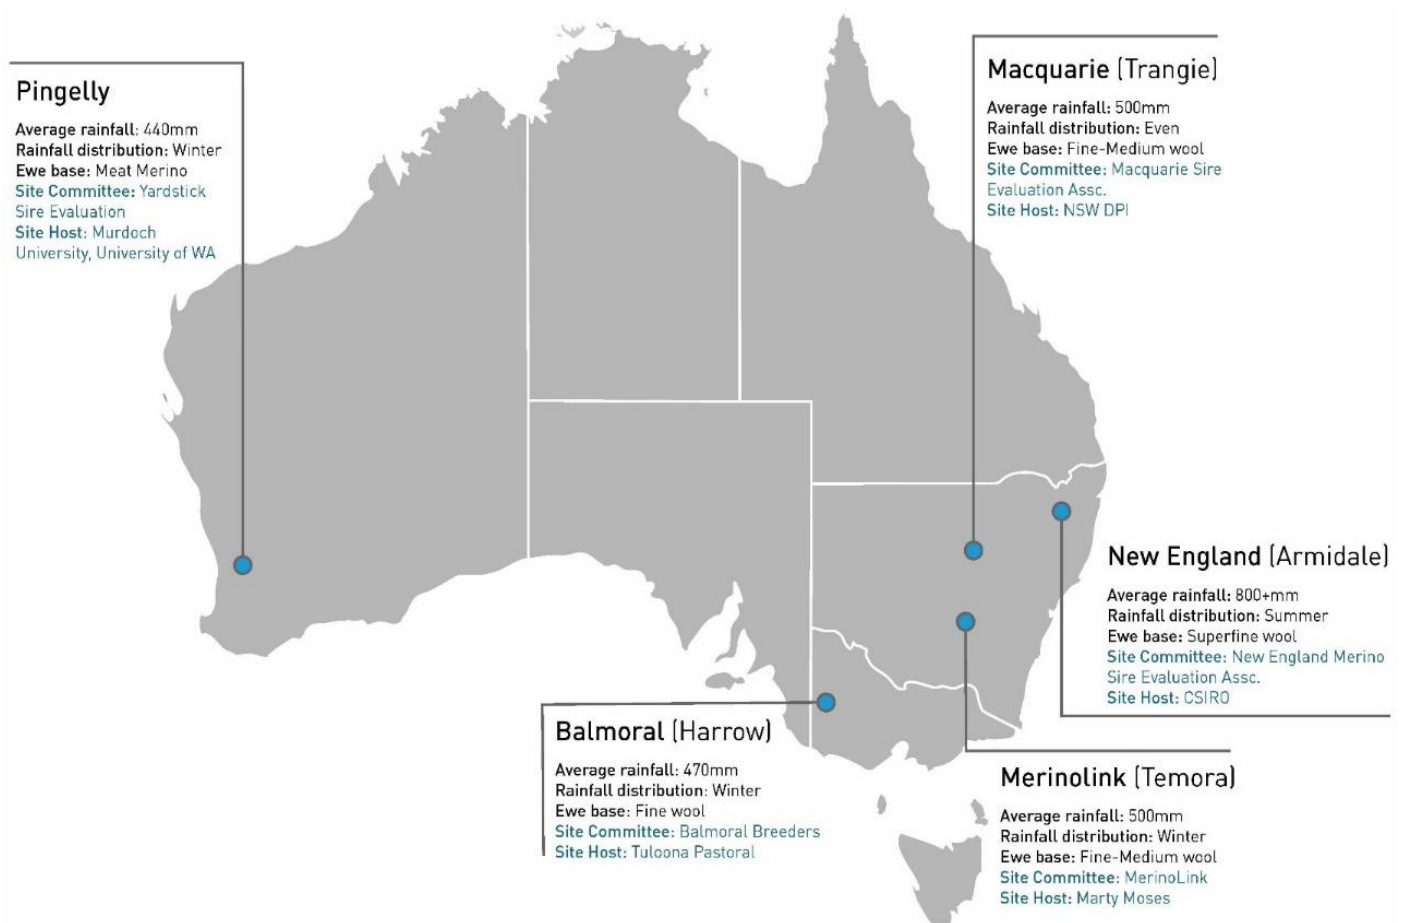 Pingelly
Average rainfall: 440mm
Rainfall distribution: Winter
Ewe base: Meat Merino
Site Committee: Yardstick
Sire Evaluation
Site Host: Murdoch
University, University of WA
Macquarie (Trangie)
Average rainfall: 500mm
Rainfall distribution: Even
Ewe base: Fine-Medium wool
Site Committee: Macquarie Sire
Evaluation Assc.
Site Host: NSW DPI
New England (Armidale)
Average rainfall: 800+mm
Rainfall distribution: Summer
Ewe base: Superfine wool
Site Committee: New England Merino
Sire Evaluation Assc.
Site Host: CSIRO
Balmoral (Harrow)
Average rainfall: 470mm
Rainfall distribution: Winter
Ewe base: Fine wool
Site Committee: Balmoral Breeders
Site Host: Tuloona Pastoral
Merinolink (Temora)
Average rainfall: 500mm
Rainfall distribution: Winter
Ewe base: Fine-Medium wool
Site Committee: MerinoLink
Site Host: Marty Moses